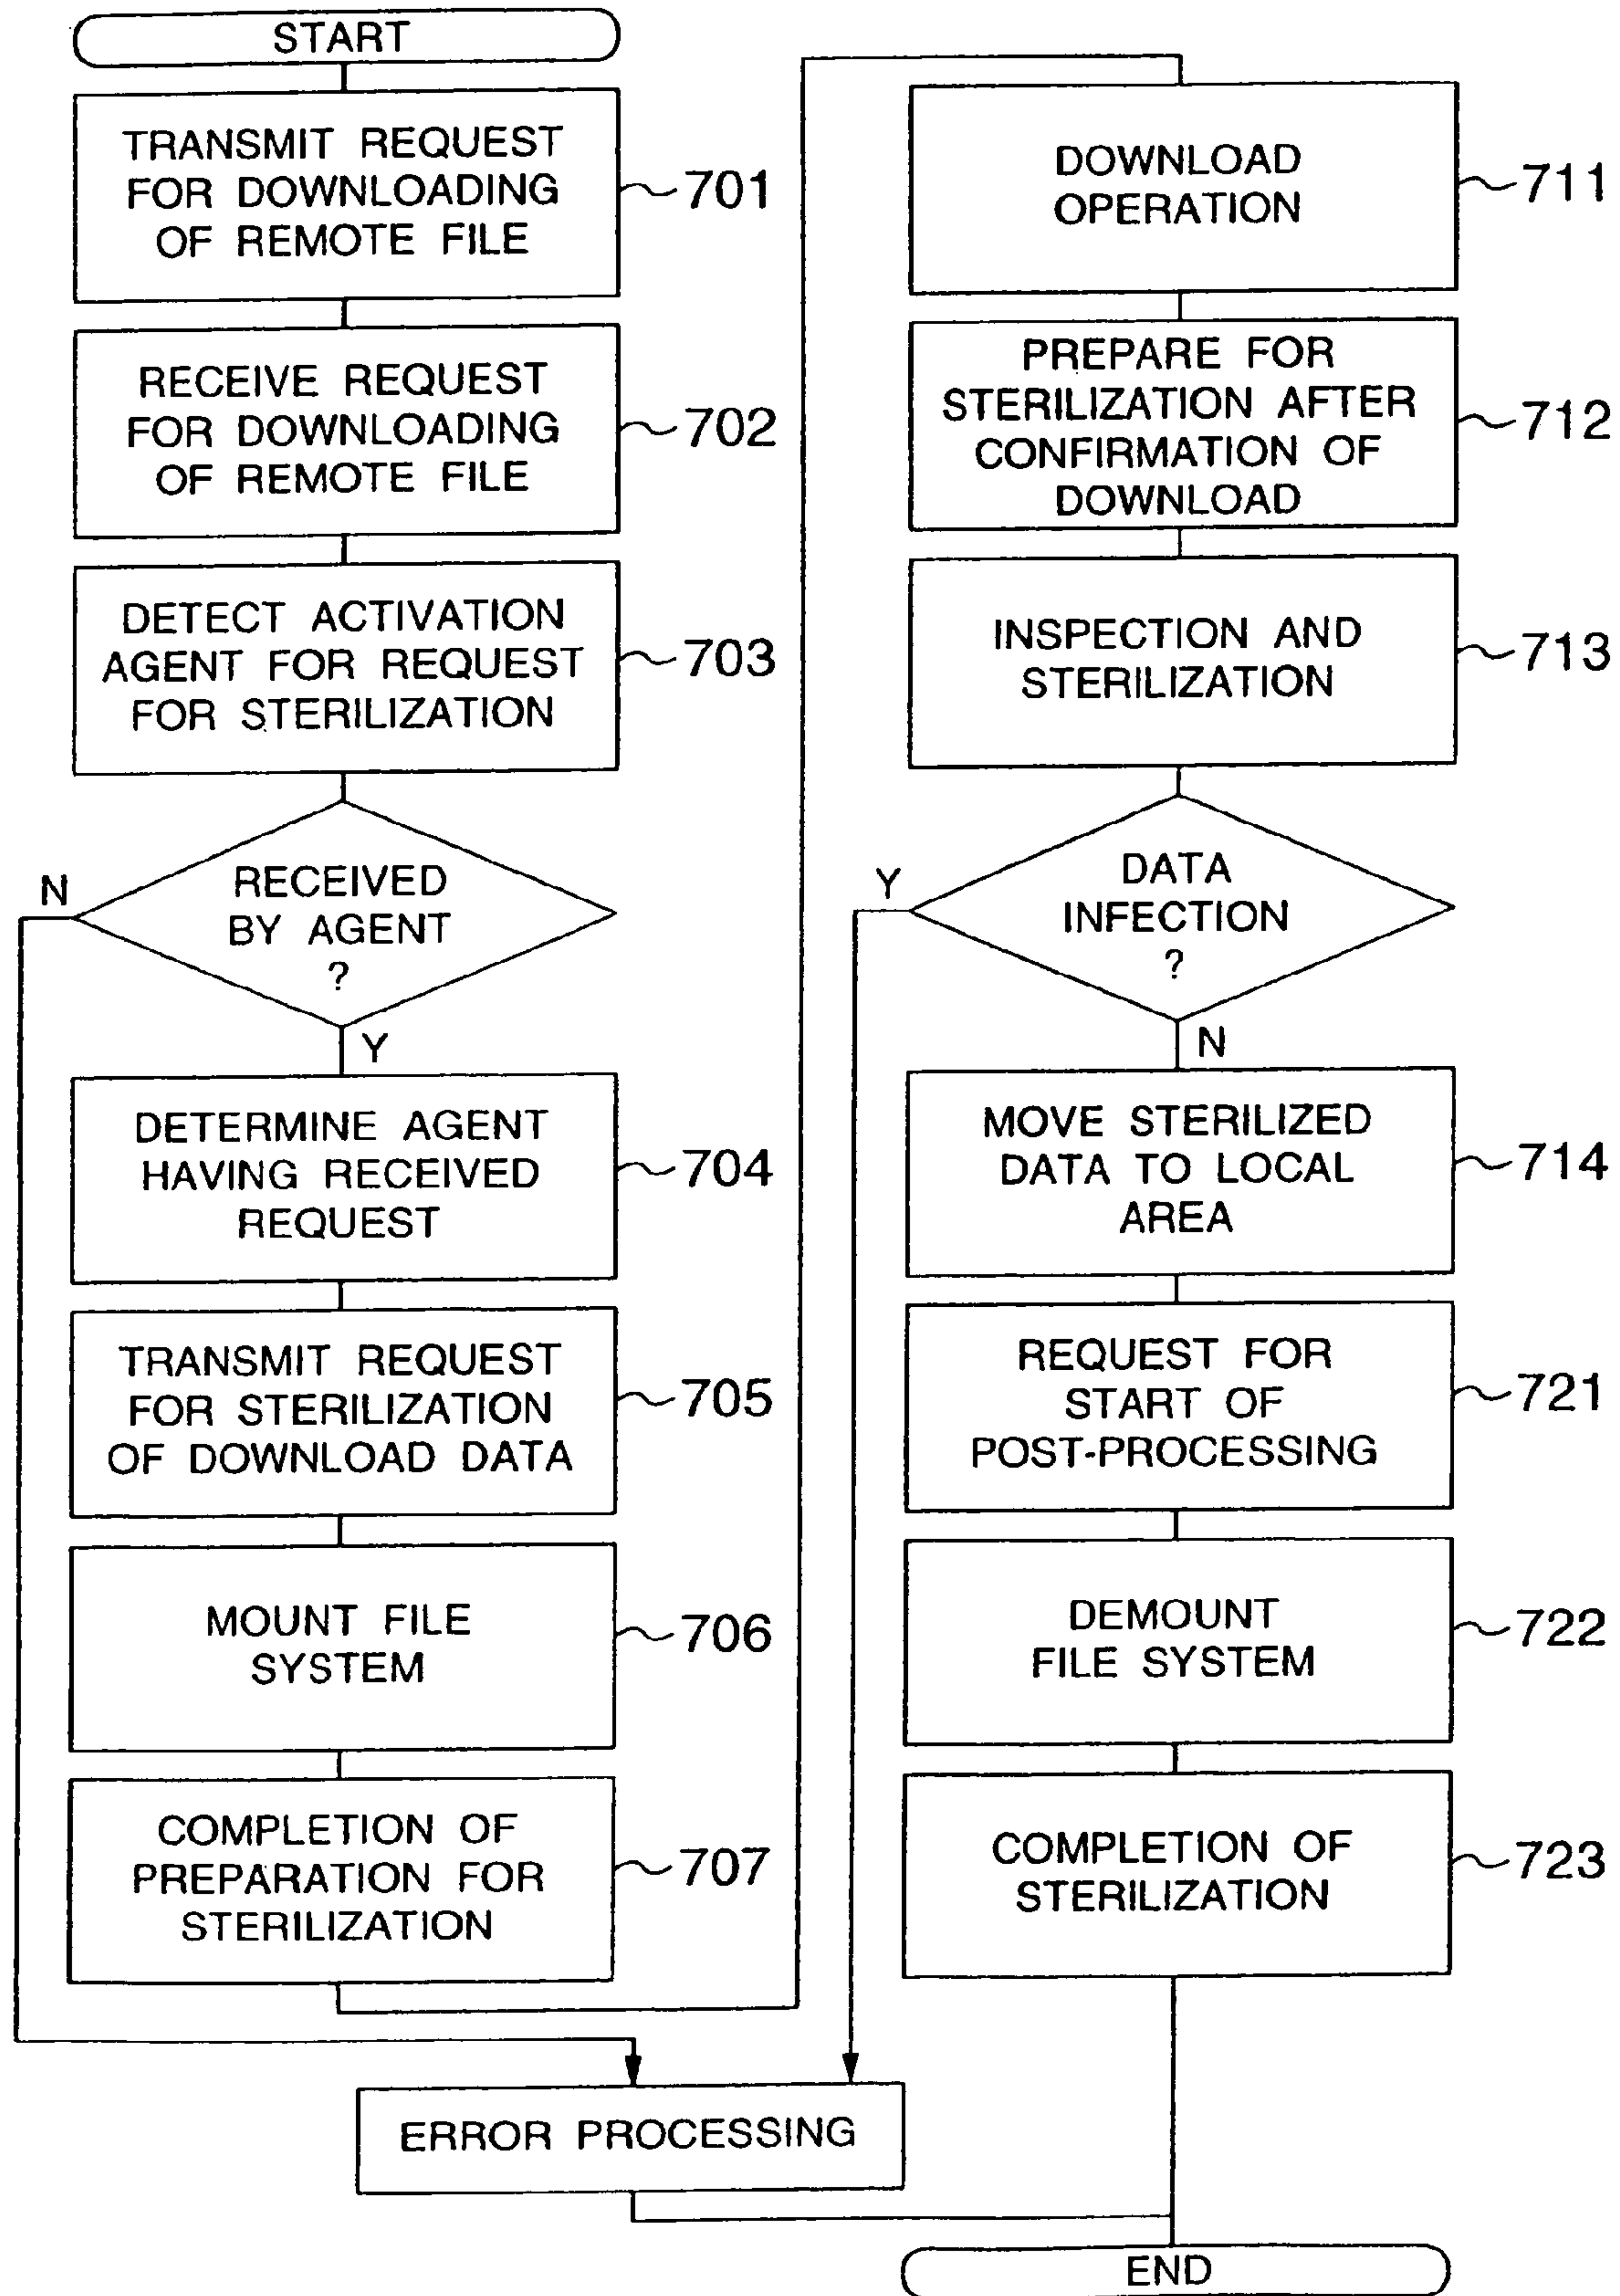 START
TRANSMIT REQUEST
FOR DOWNLOADING
OF REMOTE FILE
701
RECEIVE REQUEST
FOR DOWNLOADING
OF REMOTE FILE
702
DETECT ACTIVATION
AGENT FOR REQUEST
FOR STERILIZATION
703
RECEIVED
BY AGENT
?
N
Y
DETERMINE AGENT
HAVING RECEIVED
REQUEST
704
TRANSMIT REQUEST
FOR STERILIZATION
OF DOWNLOAD DATA
705
MOUNT FILE
SYSTEM
706
COMPLETION OF
PREPARATION FOR
STERILIZATION
707
DOWNLOAD
OPERATION
711
PREPARE FOR
STERILIZATION AFTER
CONFIRMATION OF
DOWNLOAD
712
INSPECTION AND
STERILIZATION
713
DATA
INFECTION
?
Y
N
MOVE STERILIZED
DATA TO LOCAL
AREA
714
REQUEST FOR
START OF
POST-PROCESSING
721
DEMOUNT
FILE SYSTEM
722
COMPLETION OF
STERILIZATION
723
ERROR PROCESSING
END